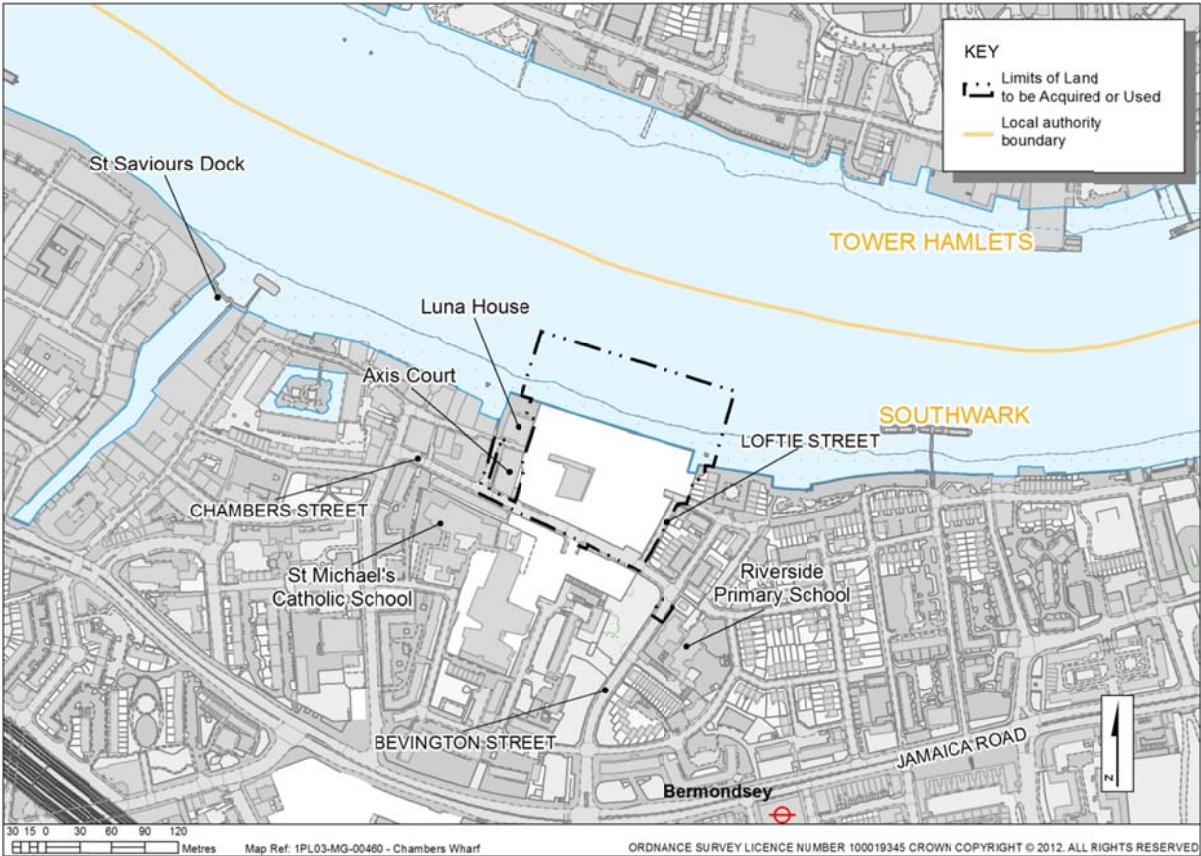 KEY
Limits of Land
to be Acquired or Used
Local authority
boundary
St Saviours Dock
TOWER HAMLETS
Luna House
Axis Court
SOUTHWARK
LOFTIE STREET
CHAMBERS STREET
St Michael's
Catholic School
Riverside
Primary School
BEVINGTON STREET
JAMAICA ROAD
Bermondsey
N
30 15 0 30 60 90 120
Metres
Map Ref: 1PL03-MG-00460 - Chambers Wharf
ORDNANCE SURVEY LICENCE NUMBER 100019345 CROWN COPYRIGHT © 2012. ALL RIGHTS RESERVED